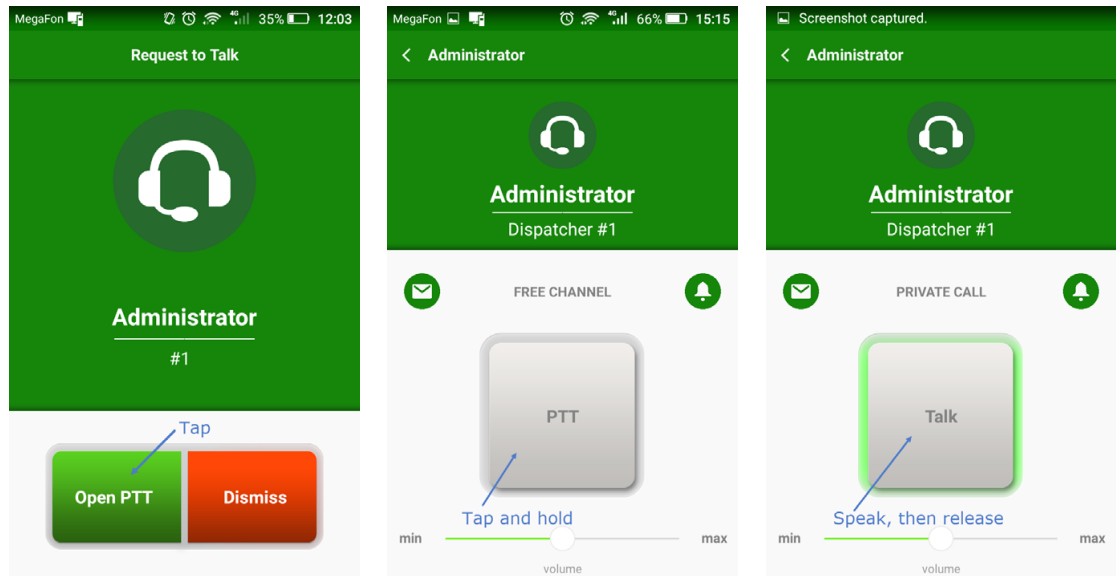 MegaFon 4G 35% 12:03
Request to Talk
Administrator
#1
Tap
Open PTT Dismiss
MegaFon 4G 66% 15:15
Administrator
Administrator
Dispatcher #1
FREE CHANNEL
PTT
Tap and hold
min max
volume
Screenshot captured.
Administrator
Administrator
Dispatcher #1
PRIVATE CALL
Talk
Speak, then release
min max
volume